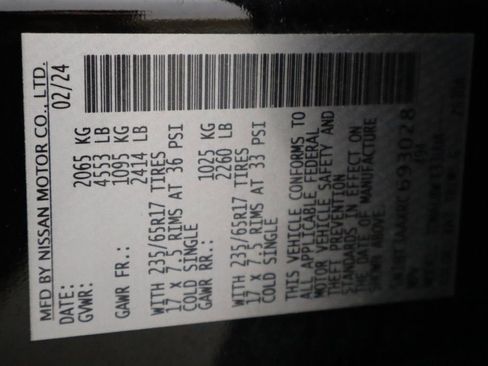 MFD BY NISSAN MOTOR CO., LTD.
DATE: 02/24
GVWR: 2065 KG
4553 LB
GAWR FR.: 1095 KG
2414 LB
WITH 235/65R17 TIRES
17 X 7.5 RIMS AT 36 PSI
COLD SINGLE
GAWR RR.: 1025 KG
2260 LB
WITH 235/65R17 TIRES
17 X 7.5 RIMS AT 33 PSI
COLD SINGLE
THIS VEHICLE CONFORMS TO
ALL APPLICABLE FEDERAL
MOTOR VEHICLE SAFETY AND
THEFT PREVENTION
STANDARDS IN EFFECT ON
THE DATE OF MANUFACTURE
SHOWN ABOVE.
693028